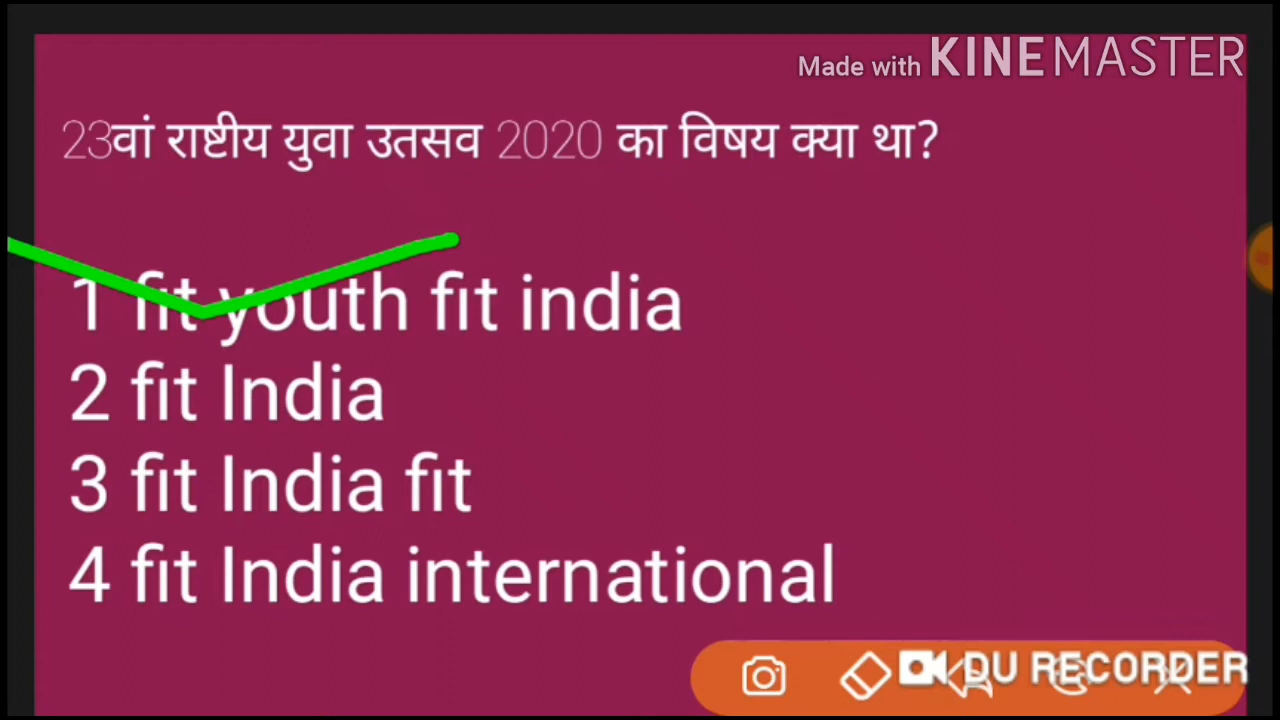 Made with KINEMASTER
23वां राष्टीय युवा उतसव 2020 का विषय क्या था?
1 fit youth fit india
2 fit India
3 fit India fit
4 fit India international
DU RECORDER